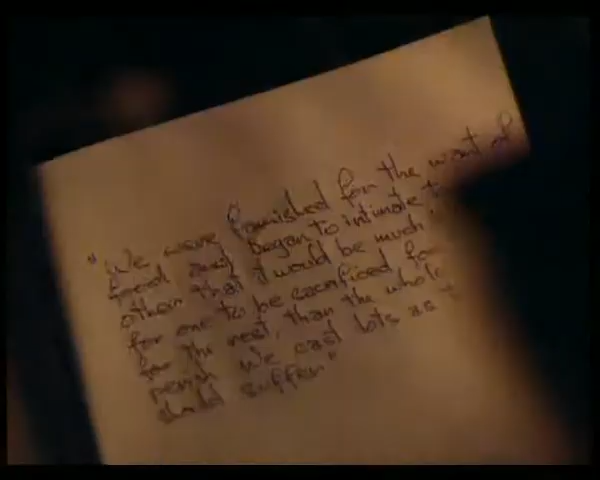 "We were famished for the want of
food and began to intimate
other that it would be much
for one to be sacrificed for
for the rest, than the whole
perish We cast lots as
should suffer"